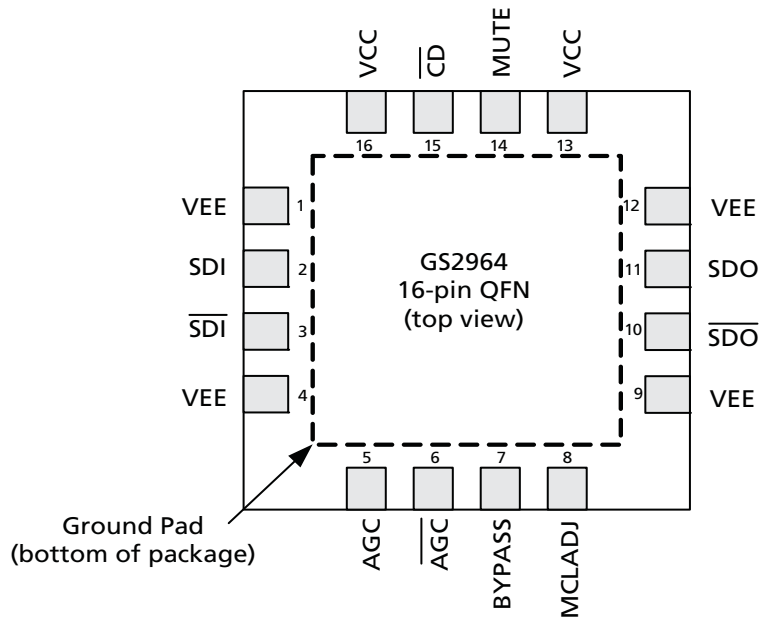 VCC
CD
MUTE
VCC
16
15
14
13
VEE
1
12
VEE
SDI
2
GS2964
16-pin QFN
(top view)
11
SDO
SDI
3
10
SDO
VEE
4
9
VEE
5
6
7
8
Ground Pad
(bottom of package)
AGC
AGC
BYPASS
MCLADJ